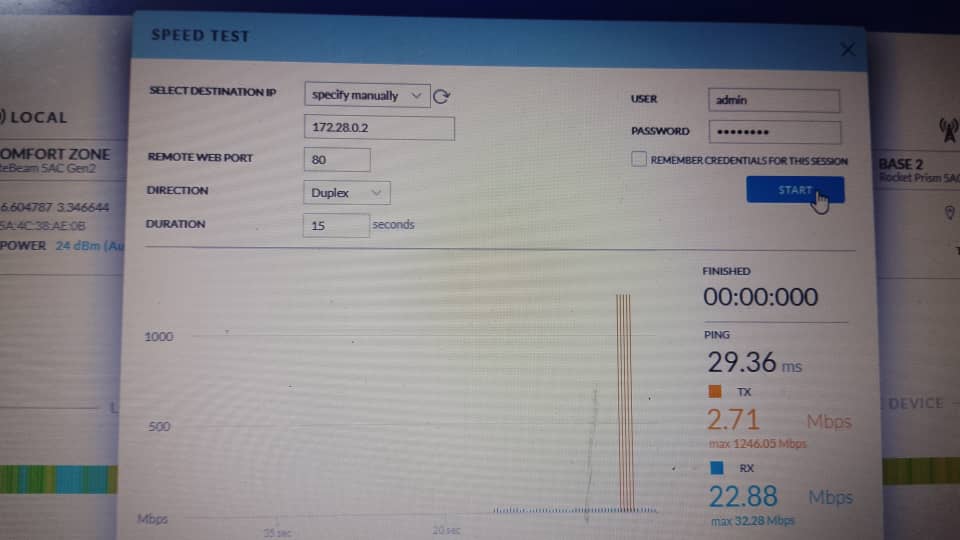 SPEED TEST
SELECT DESTINATION IP
specify manually
172.28.0.2
REMOTE WEB PORT
80
DIRECTION
Duplex
DURATION
15
seconds
USER
admin
PASSWORD
••••••••
REMEMBER CREDENTIALS FOR THIS SESSION
START
LOCAL
OMFORT ZONE
teBeam 5AC Gen2
6.604787 3.346644
5A:4C:38:AE:0B
POWER 24 dBm (Au
BASE 2
Rocket Prism 5AC
FINISHED
00:00:000
PING
29.36 ms
TX
2.71 Mbps
max 1246.05 Mbps
RX
22.88 Mbps
max 32.28 Mbps
1000
500
Mbps
35 sec
20 sec
DEVICE